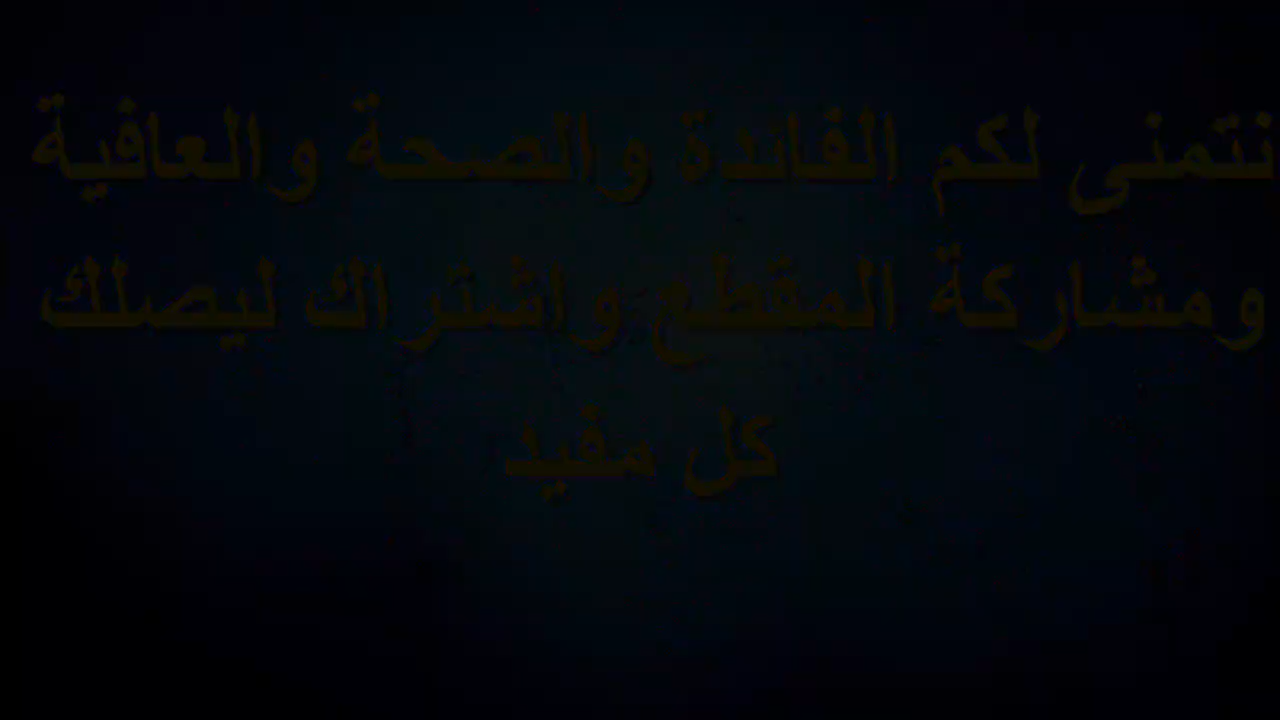 نتمنى لكم الفائدة والصحة والعافية
ومشاركة المقطع واشتراك ليصلك
كل مفيد